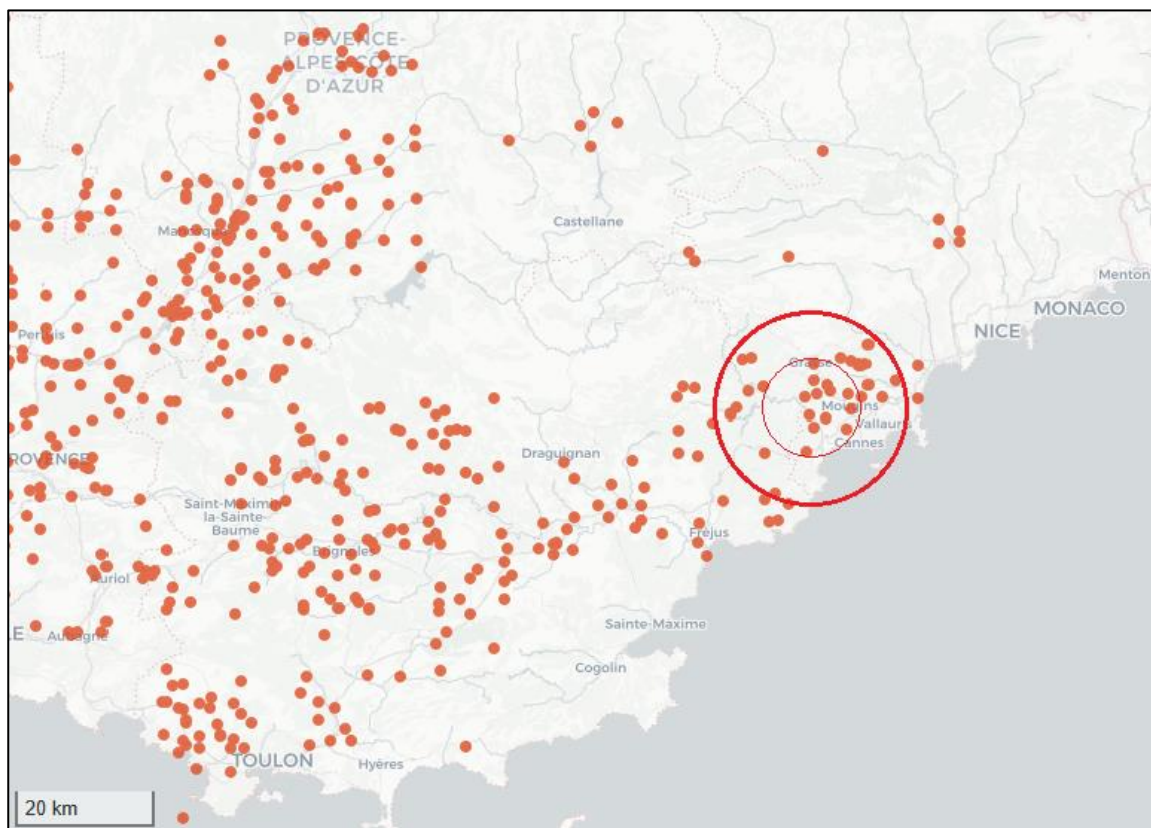 PROVENCE-
ALPES-CÔTE
D'AZUR
Castellane
Menton
MONACO
NICE
Grasse
Mougins
Vallauris
Cannes
Draguignan
PROVENCE
Saint-Maximin-
la-Sainte-
Baume
Brignoles
Fréjus
Auriol
Sainte-Maxime
Aubagne
LE
Cogolin
TOULON
Hyères
20 km